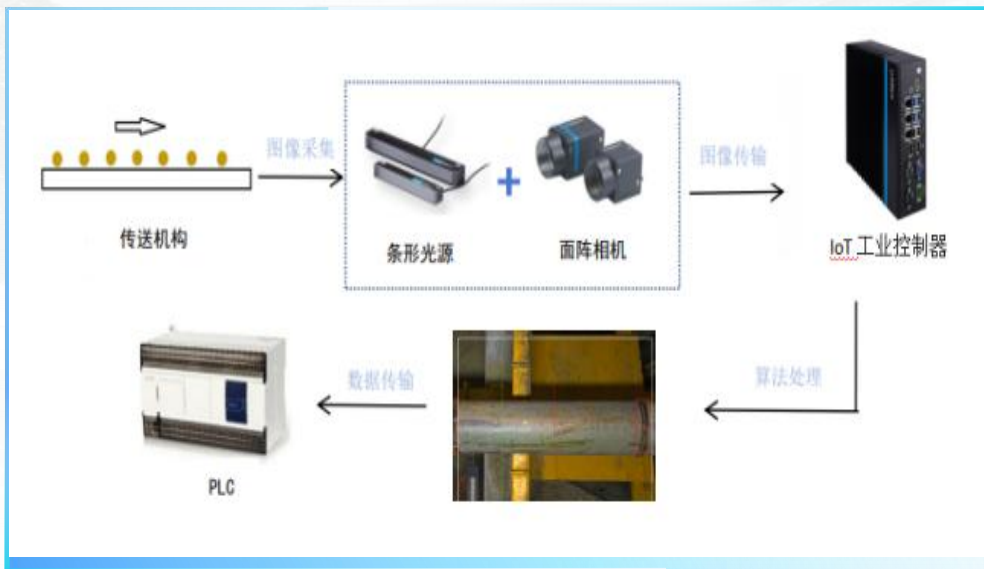 图像采集
图像传输
传送机构
条形光源
面阵相机
IoT 工业控制器
数据传输
算法处理
PLC